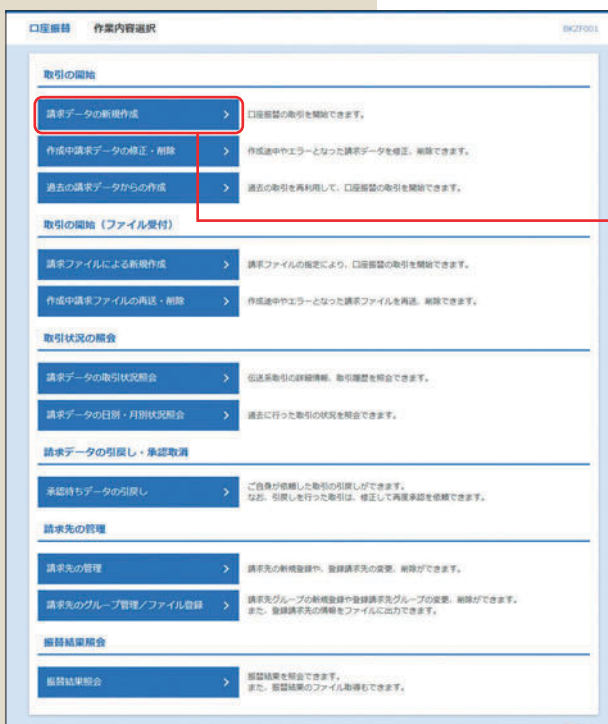 口座振替 作業内容選択 BKZF001
取引の開始
請求データの新規作成 口座振替の取引を開始できます。
作成中請求データの修正・削除 作成途中やエラーとなった請求データを修正、削除できます。
過去の請求データからの作成 過去の取引を再利用して、口座振替の取引を開始できます。
取引の開始（ファイル受付）
請求ファイルによる新規作成 請求ファイルの指定により、口座振替の取引を開始できます。
作成中請求ファイルの再送・削除 作成途中やエラーとなった請求ファイルを再送、削除できます。
取引状況の照会
請求データの取引状況照会 伝送系取引の詳細情報、取引履歴を照会できます。
請求データの日別・月別状況照会 過去に行った取引の状況を照会できます。
請求データの引戻し・承認取消
承認待ちデータの引戻し ご自身が依頼した取引の引戻しができます。
なお、引戻しを行った取引は、修正して再度承認を依頼できます。
請求先の管理
請求先の管理 請求先の新規登録や、登録請求先の変更、削除ができます。
請求先のグループ管理／ファイル登録 請求先グループの新規登録や登録請求先グループの変更、削除ができます。
また、登録請求先の情報をファイルに出力できます。
振替結果照会
振替結果照会 振替結果を照会できます。
また、振替結果のファイル取得もできます。